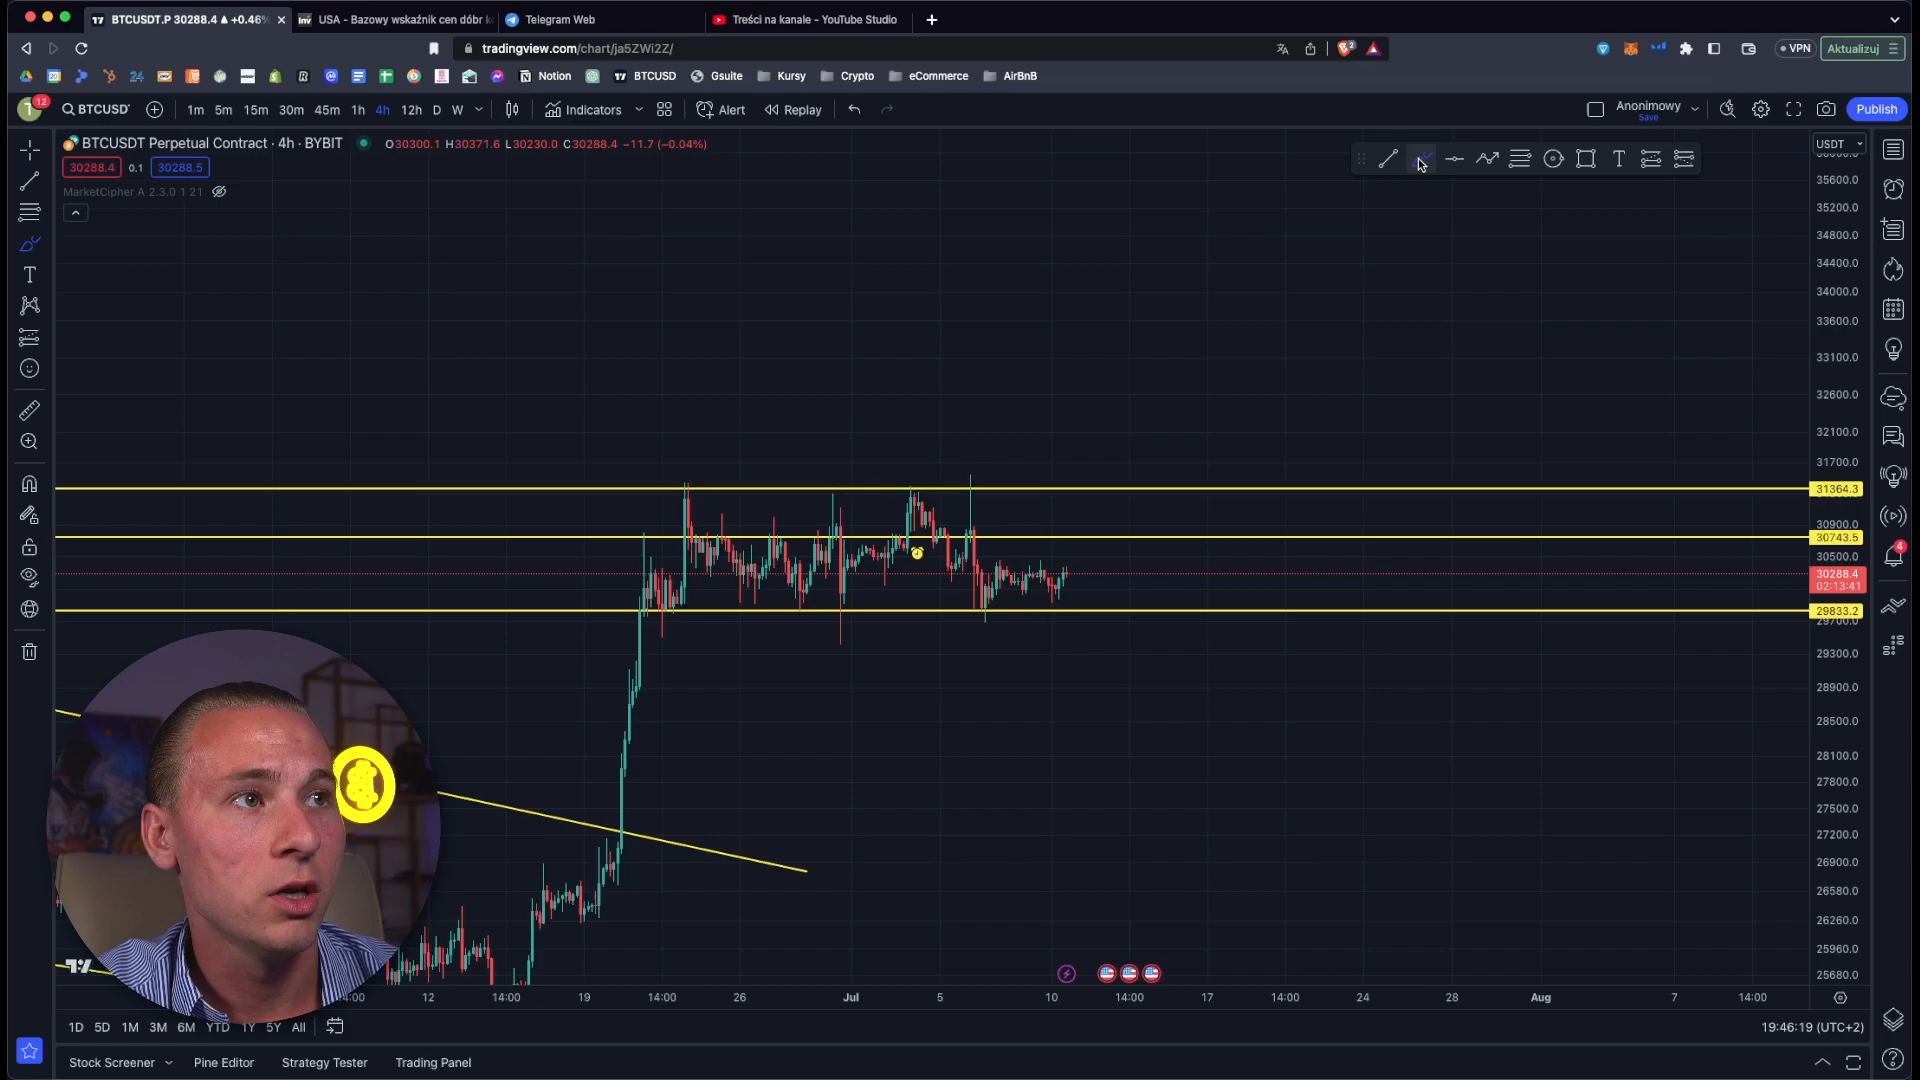 BTCUSDT.P 30288.4 ▲ +0.46%
USA - Bazowy wskaźnik cen dóbr k
Telegram Web
Treści na kanale - YouTube Studio
tradingview.com/chart/ja5ZWi2Z/
VPN
Aktualizuj
Notion
BTCUSD
Gsuite
Kursy
Crypto
eCommerce
AirBnB
BTCUSD
1m 5m 15m 30m 45m 1h 4h 12h D W
Indicators
Alert
Replay
Anonimowy
Save
Publish
BTCUSDT Perpetual Contract · 4h · BYBIT
O30300.1 H30371.6 L30230.0 C30288.4 −11.7 (−0.04%)
30288.4 0.1 30288.5
MarketCipher A 2.3.0 1 21
USDT
35600.0
35200.0
34800.0
34400.0
34000.0
33600.0
33100.0
32600.0
32100.0
31700.0
31364.3
30900.0
30743.5
30500.0
30288.4
02:13:41
29833.2
29700.0
29300.0
28900.0
28500.0
28100.0
27800.0
27500.0
27200.0
26900.0
26580.0
26260.0
25960.0
25680.0
12 14:00 19 14:00 26 Jul 5 10 14:00 17 14:00 24 28 Aug 7 14:00
1D 5D 1M 3M 6M YTD 1Y 5Y All
19:46:19 (UTC+2)
Stock Screener
Pine Editor
Strategy Tester
Trading Panel